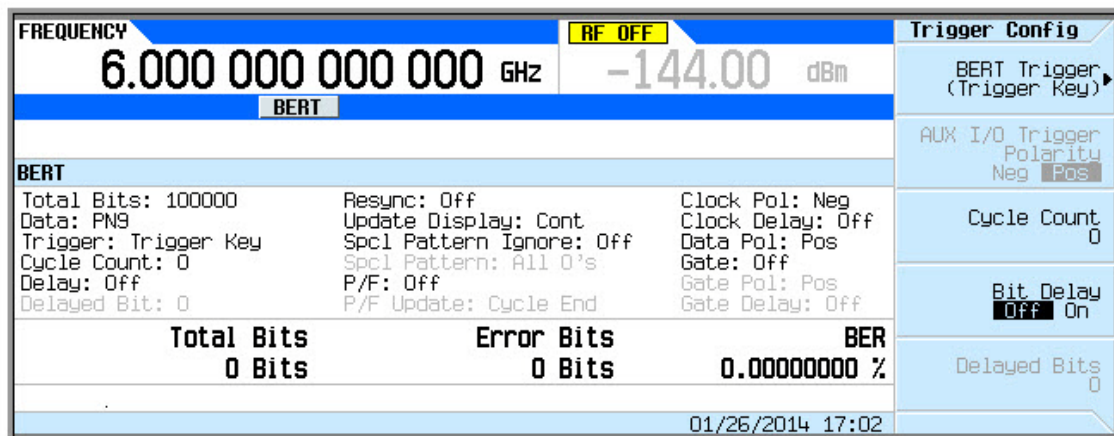 FREQUENCY RF OFF
6.000 000 000 000 GHz -144.00 dBm
BERT
BERT
Total Bits: 100000 Resync: Off Clock Pol: Neg
Data: PN9 Update Display: Cont Clock Delay: Off
Trigger: Trigger Key Spcl Pattern Ignore: Off Data Pol: Pos
Cycle Count: 0 Spcl Pattern: All 0's Gate: Off
Delay: Off P/F: Off Gate Pol: Pos
Delayed Bit: 0 P/F Update: Cycle End Gate Delay: Off
Total Bits Error Bits BER
0 Bits 0 Bits 0.00000000 %
01/26/2014 17:02
Trigger Config
BERT Trigger
(Trigger Key)
AUX I/O Trigger
Polarity
Neg Pos
Cycle Count
0
Bit Delay
Off On
Delayed Bits
0